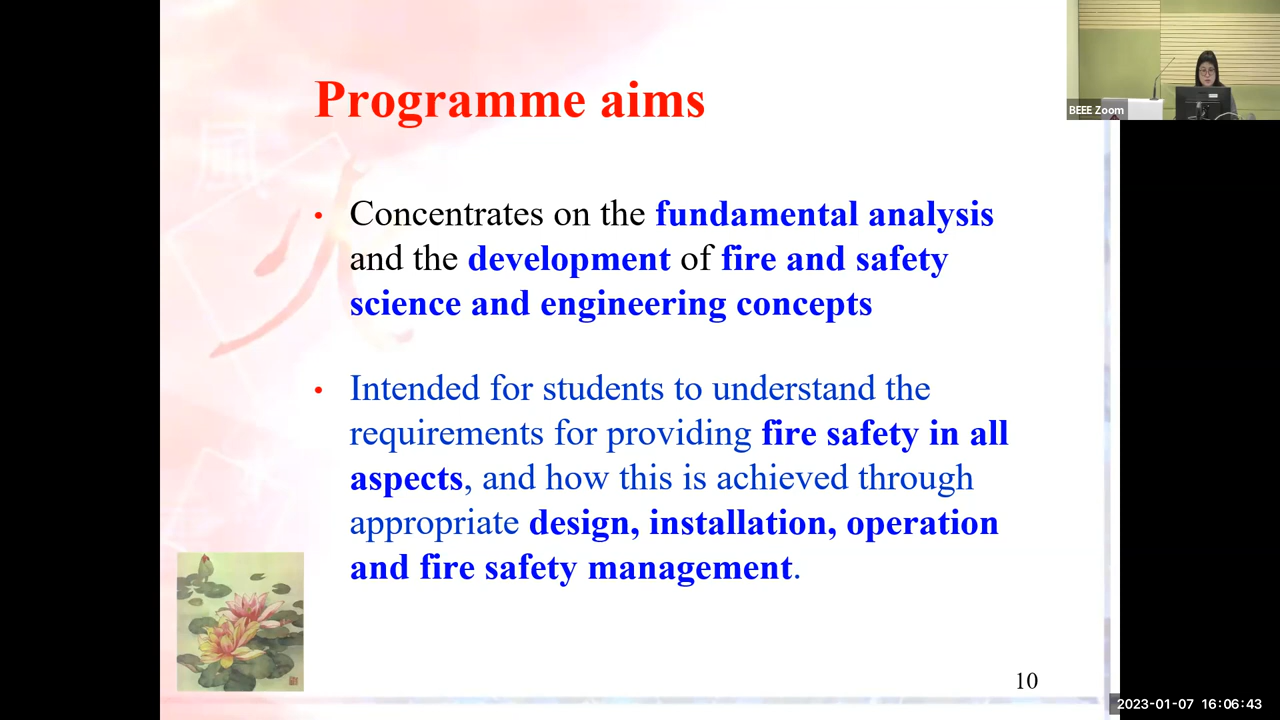 Programme aims
• Concentrates on the fundamental analysis
and the development of fire and safety
science and engineering concepts
• Intended for students to understand the
requirements for providing fire safety in all
aspects, and how this is achieved through
appropriate design, installation, operation
and fire safety management.
10
BEEE Zoom
2023-01-07 16:06:43